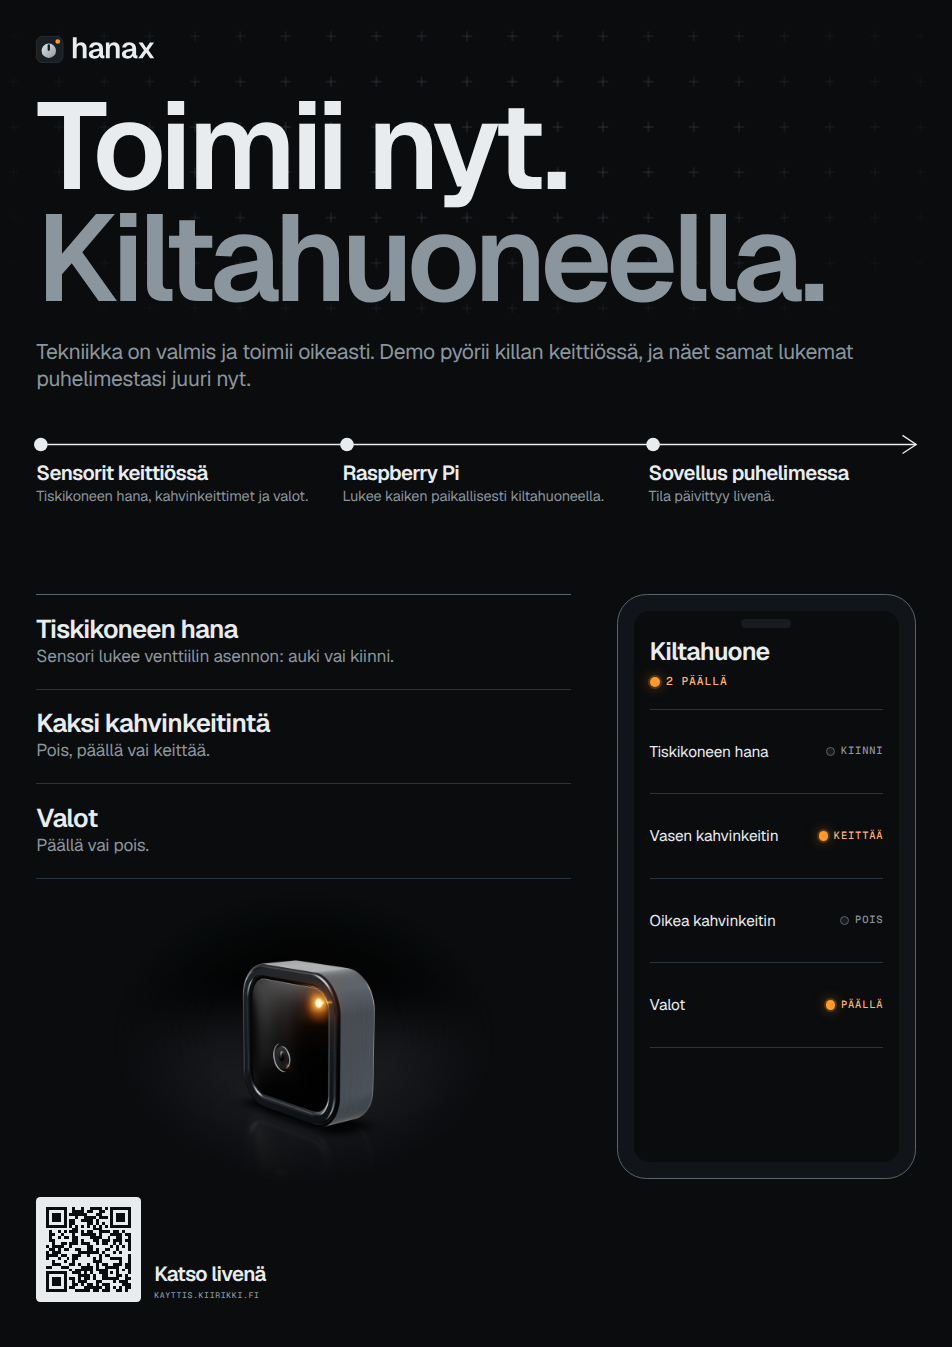 hanax
Toimii nyt.
Kiltahuoneella.
Tekniikka on valmis ja toimii oikeasti. Demo pyörii killan keittiössä, ja näet samat lukemat
puhelimestasi juuri nyt.
Sensorit keittiössä
Tiskikoneen hana, kahvinkeittimet ja valot.
Raspberry Pi
Lukee kaiken paikallisesti kiltahuoneella.
Sovellus puhelimessa
Tila päivittyy livenä.
Tiskikoneen hana
Sensori lukee venttiilin asennon: auki vai kiinni.
Kaksi kahvinkeitintä
Pois, päällä vai keittää.
Valot
Päällä vai pois.
Kiltahuone
2 PÄÄLLÄ
Tiskikoneen hana KIINNI
Vasen kahvinkeitin KEITTÄÄ
Oikea kahvinkeitin POIS
Valot PÄÄLLÄ
Katso livenä
KAYTTIS.KIIRIKKI.FI